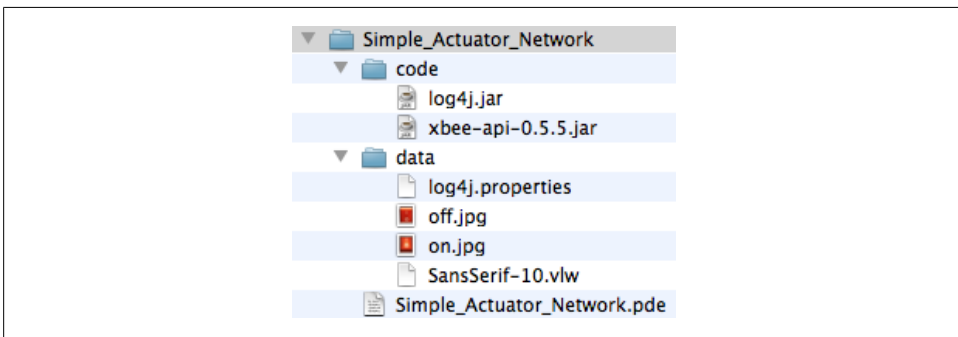 Simple_Actuator_Network
code
log4j.jar
xbee-api-0.5.5.jar
data
log4j.properties
off.jpg
on.jpg
SansSerif-10.vlw
Simple_Actuator_Network.pde